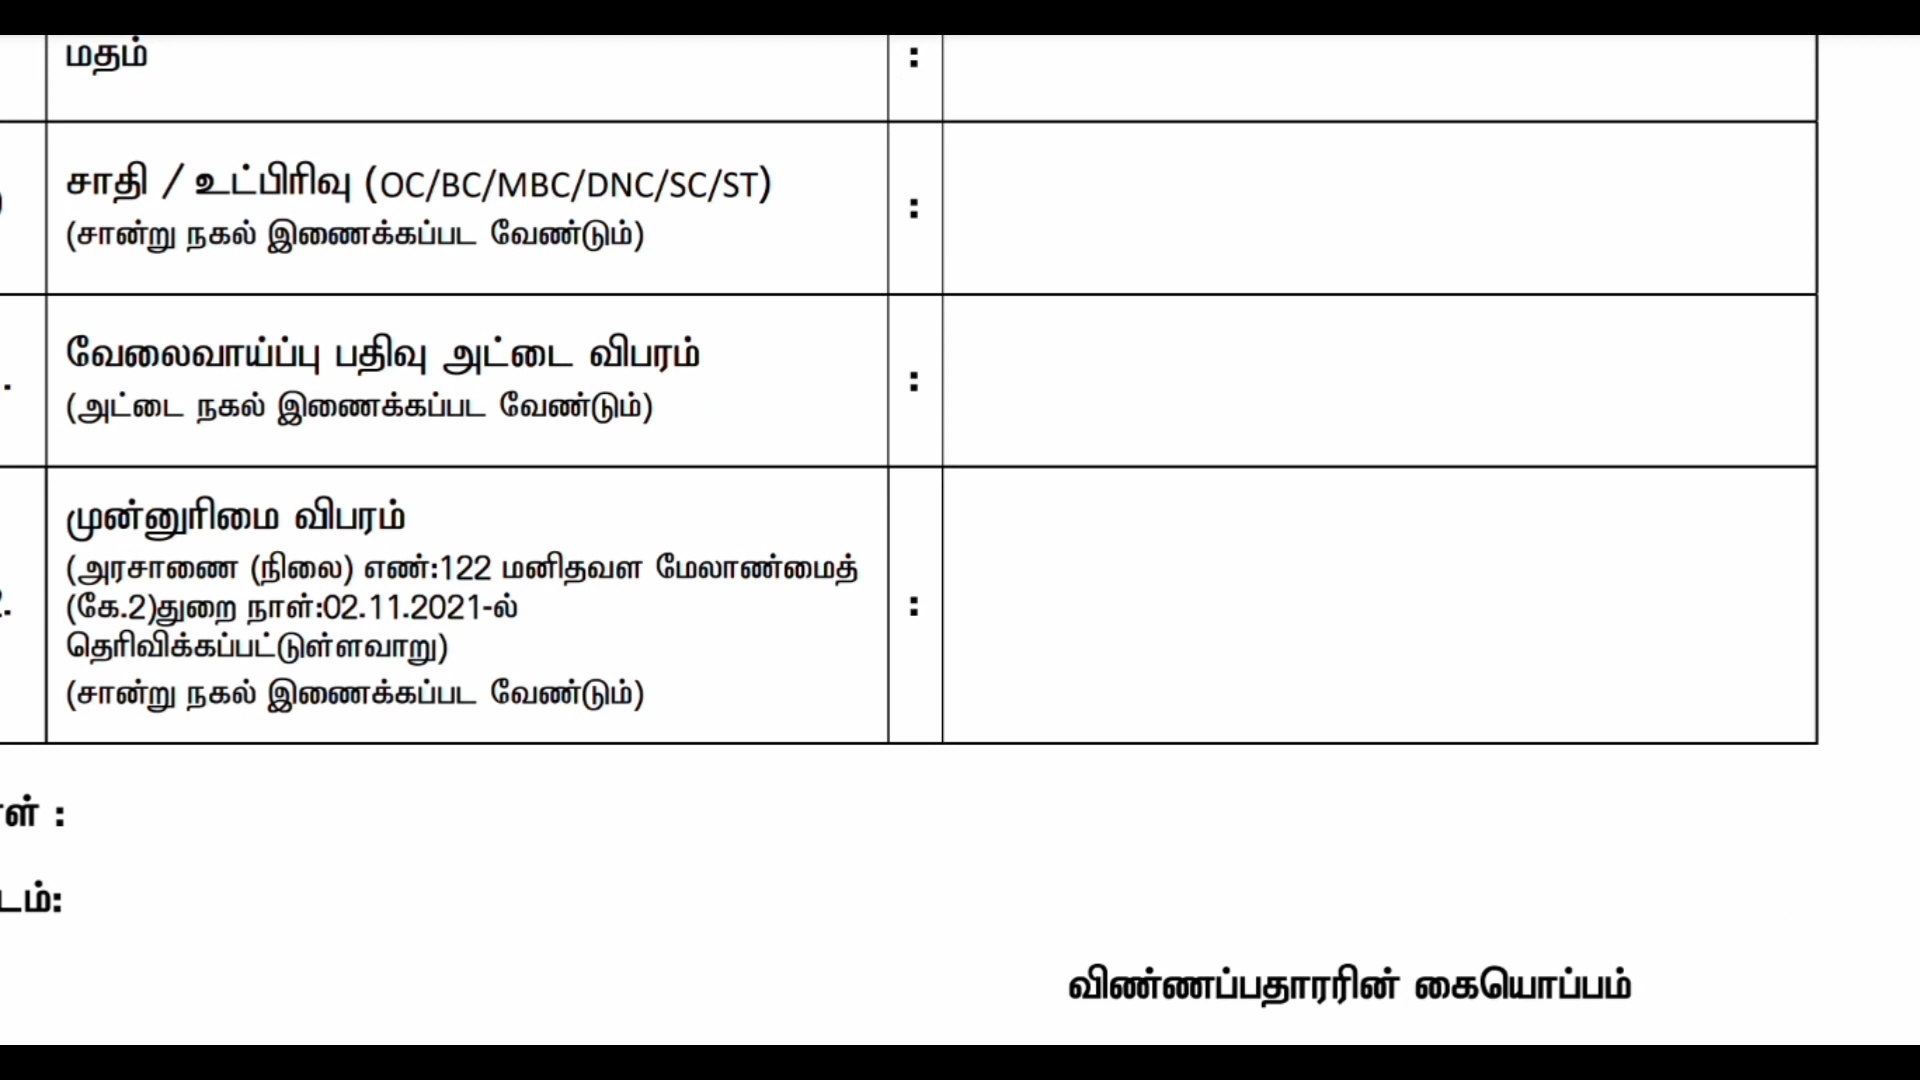 மதம் :
சாதி / உட்பிரிவு (OC/BC/MBC/DNC/SC/ST)
(சான்று நகல் இணைக்கப்பட வேண்டும்) :
வேலைவாய்ப்பு பதிவு அட்டை விபரம்
(அட்டை நகல் இணைக்கப்பட வேண்டும்) :
முன்னுரிமை விபரம்
(அரசாணை (நிலை) எண்:122 மனிதவள மேலாண்மைத்
(கே.2)துறை நாள்:02.11.2021-ல் :
தெரிவிக்கப்பட்டுள்ளவாறு)
(சான்று நகல் இணைக்கப்பட வேண்டும்)
விண்ணப்பதாரரின் கையொப்பம்